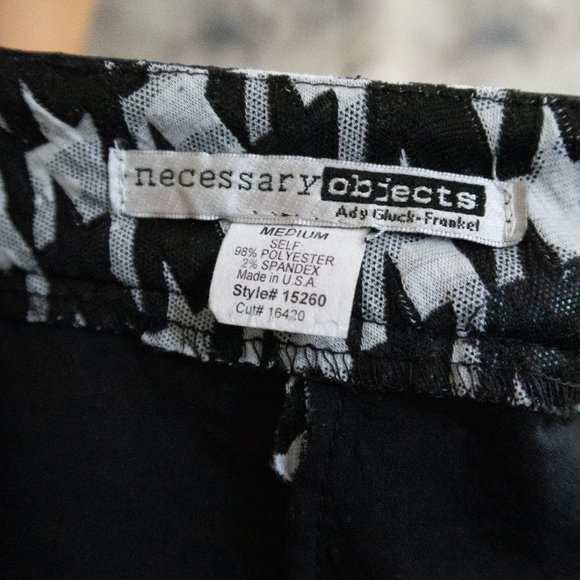 necessary objects
Ady Gluck-Frankel
MEDIUM
SELF:
98% POLYESTER
2% SPANDEX
Made in U.S.A.
Style# 15260
Cut# 16420